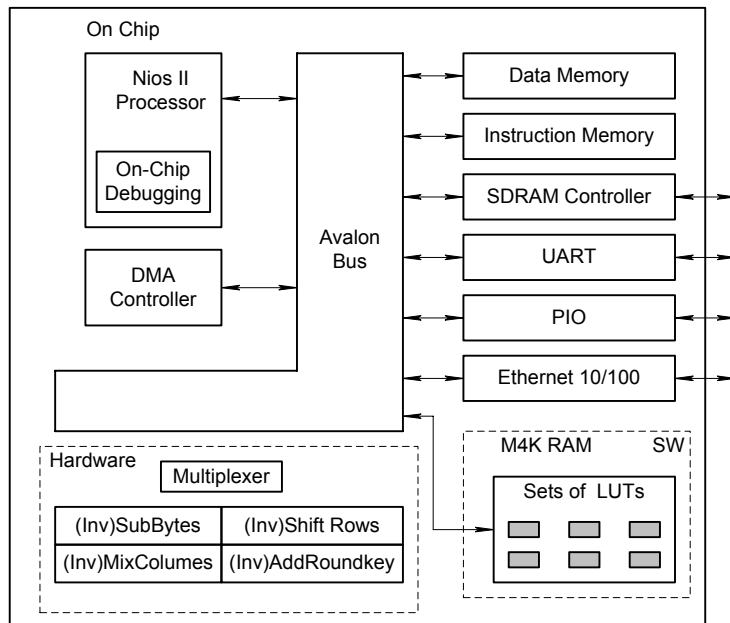 On Chip
Nios II
Processor
On-Chip
Debugging
DMA
Controller
Avalon
Bus
Data Memory
Instruction Memory
SDRAM Controller
UART
PIO
Ethernet 10/100
Hardware
Multiplexer
(Inv)SubBytes
(Inv)Shift Rows
(Inv)MixColumes
(Inv)AddRoundkey
M4K RAM
SW
Sets of LUTs